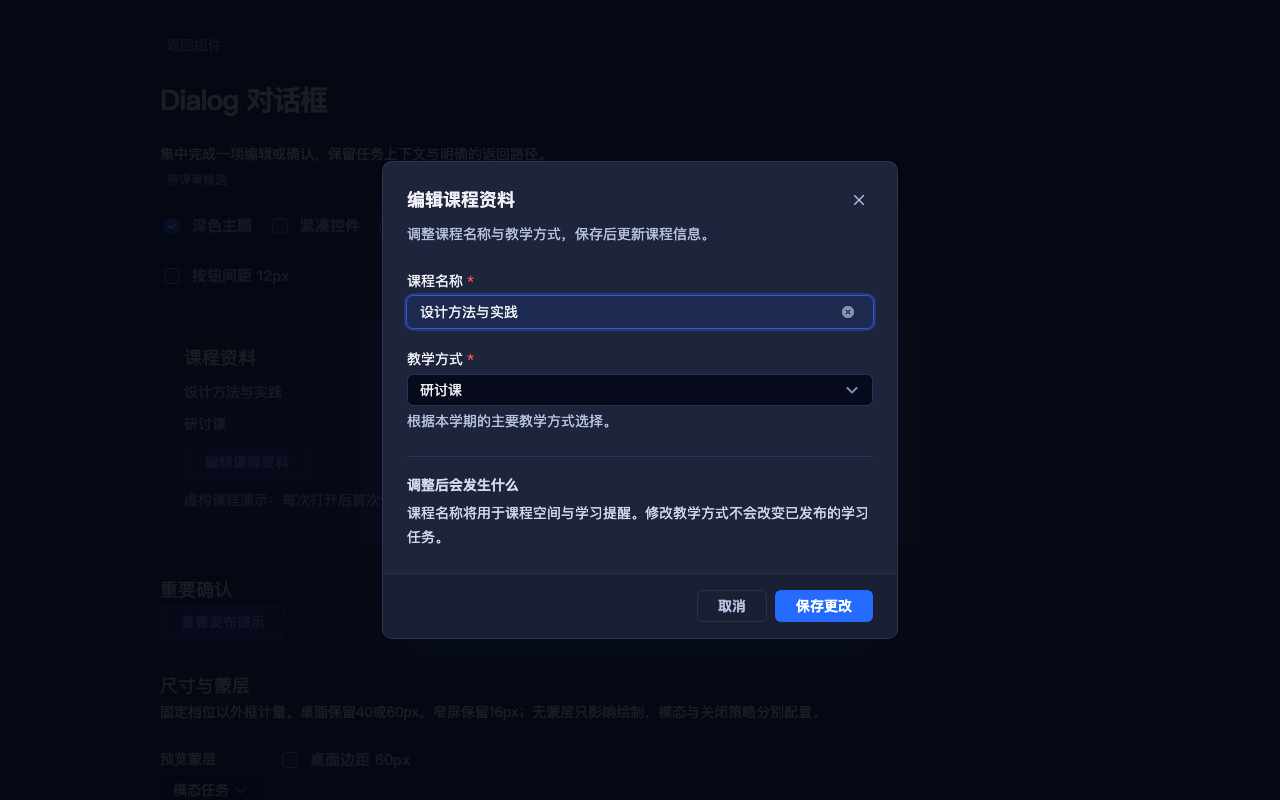 返回组件
Dialog 对话框
集中完成一项编辑或确认，保留任务上下文与明确的返回路径。
待评审候选
深色主题
紧凑控件
按钮间距 12px
课程资料
设计方法与实践
研讨课
编辑课程资料
虚构课程演示：每次打开后首次
编辑课程资料
调整课程名称与教学方式，保存后更新课程信息。
课程名称 *
设计方法与实践
教学方式 *
研讨课
根据本学期的主要教学方式选择。
调整后会发生什么
课程名称将用于课程空间与学习提醒。修改教学方式不会改变已发布的学习
任务。
取消
保存更改
重要确认
查看发布提示
尺寸与蒙层
固定档位以外框计量。桌面保留40或60px，窄屏保留16px；无蒙层只影响绘制，模态与关闭策略分别配置。
预览蒙层
桌面边距 60px
模态任务